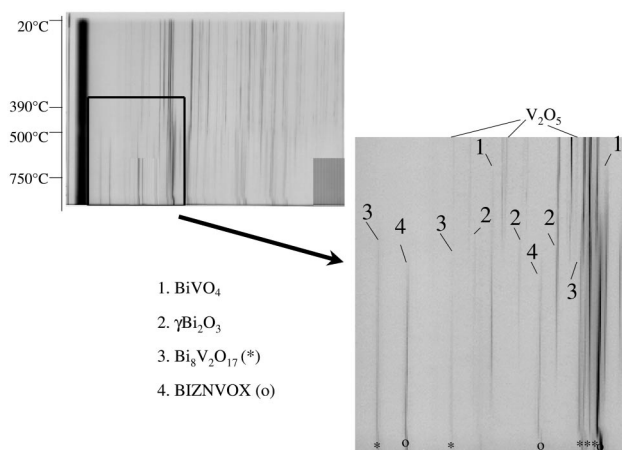 20°C
390°C
500°C
750°C
V₂O₅
1 1
3 4 3 2 2 2
4
3
1. BiVO₄
2. γBi₂O₃
3. Bi₈V₂O₁₇ (*)
4. BIZNVOX (o)
* o * o * * * o